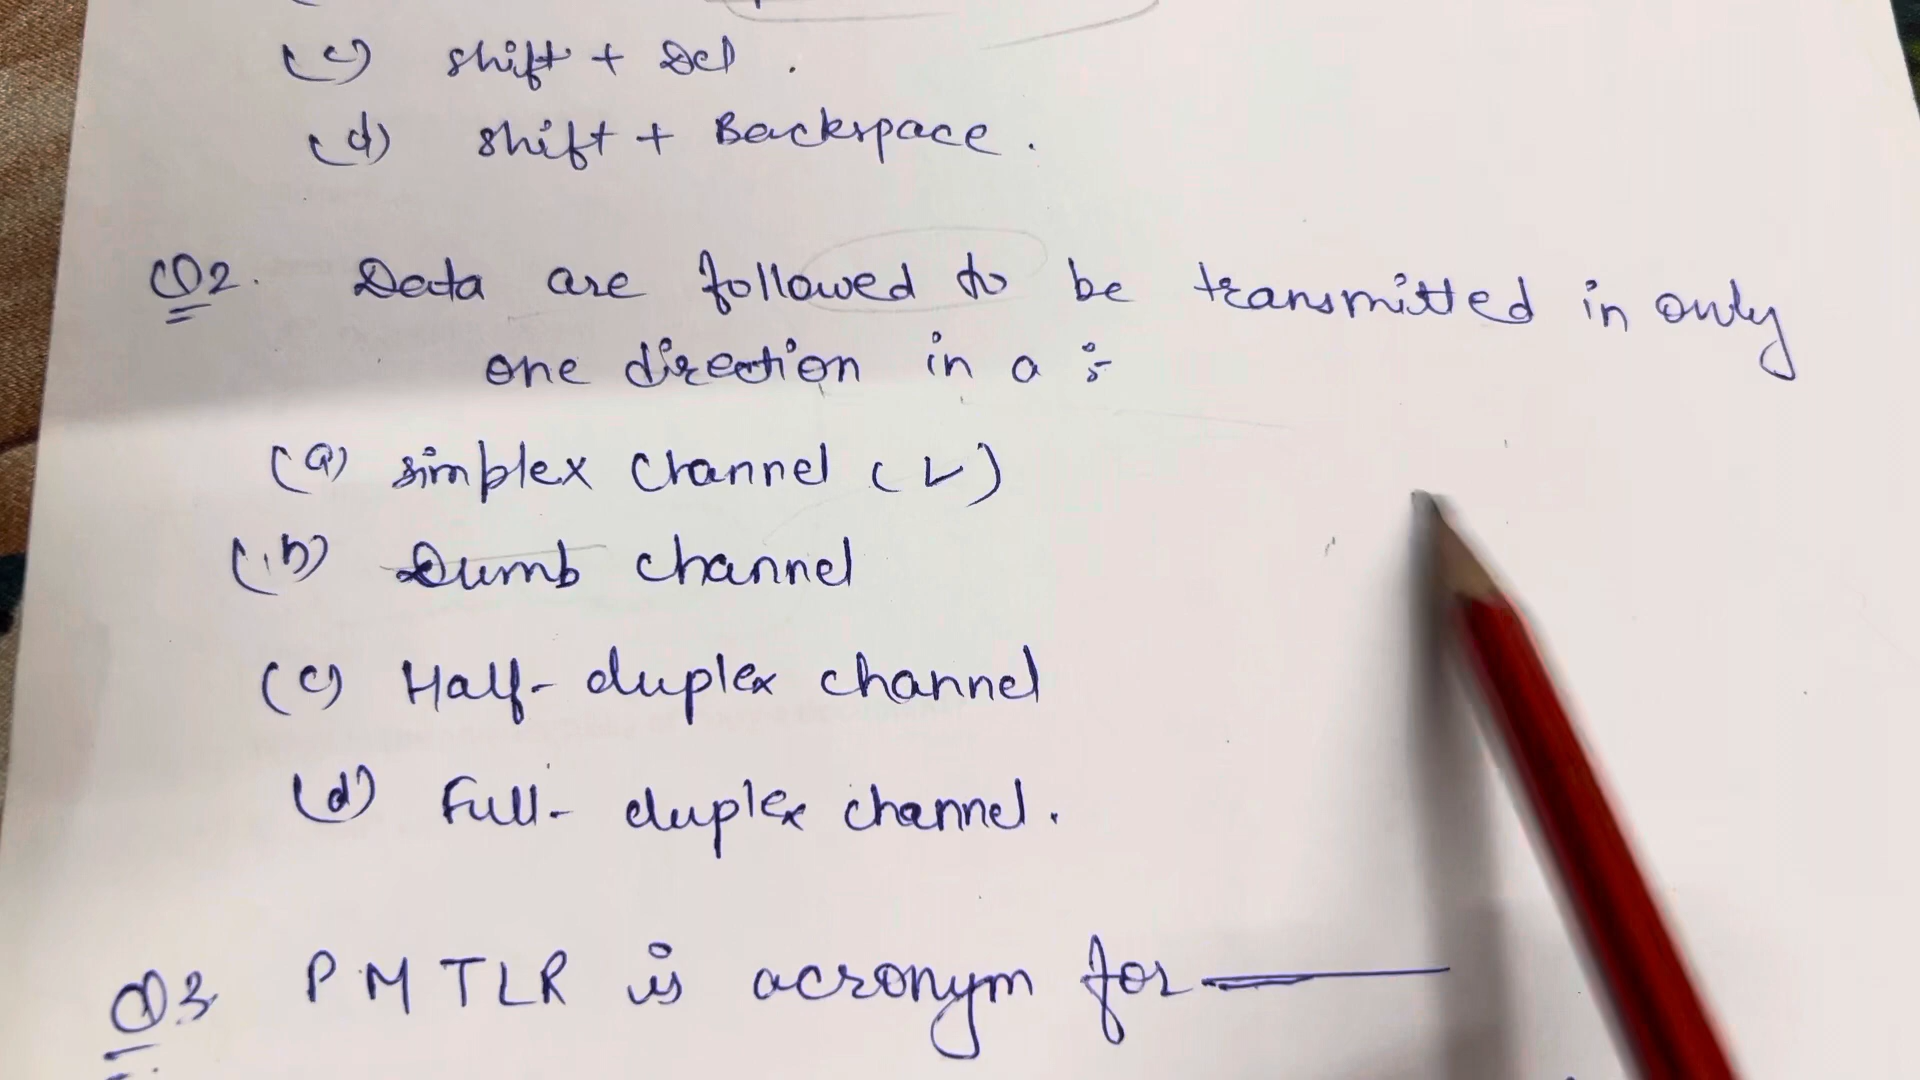 (c) shift + Del .
(d) shift + Backspace .
Q2. Data are followed to be transmitted in only
one direction in a :-
(a) simplex channel (✓)
(b) Dumb channel
(c) Half-duplex channel
(d) Full-duplex channel.
Q3 PMTLR is acronym for ———